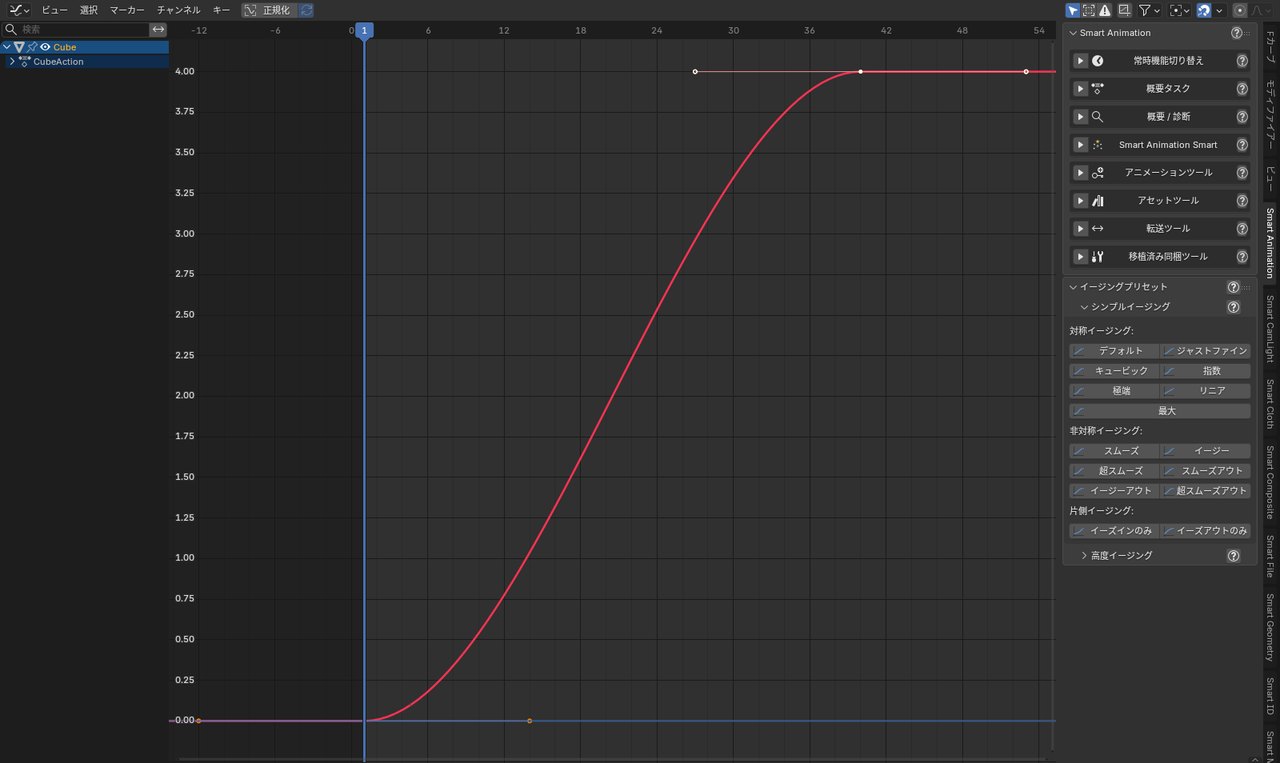 ビュー 選択 マーカー チャンネル キー 正規化
検索
-12 -6 0 1 6 12 18 24 30 36 42 48 54
Cube
CubeAction
4.00
3.75
3.50
3.25
3.00
2.75
2.50
2.25
2.00
1.75
1.50
1.25
1.00
0.75
0.50
0.25
0.00
Smart Animation
常時機能切り替え
概要タスク
概要 / 診断
Smart Animation Smart
アニメーションツール
アセットツール
転送ツール
移植済み同梱ツール
イージングプリセット
シンプルイージング
対称イージング:
デフォルト ジャストファイン
キュービック 指数
極端 リニア
最大
非対称イージング:
スムーズ イージー
超スムーズ スムーズアウト
イージーアウト 超スムーズアウト
片側イージング:
イーズインのみ イーズアウトのみ
高度イージング
Fカーブ
モディファイアー
ビュー
Smart Animation
Smart CamLight
Smart Cloth
Smart Composite
Smart File
Smart Geometry
Smart ID